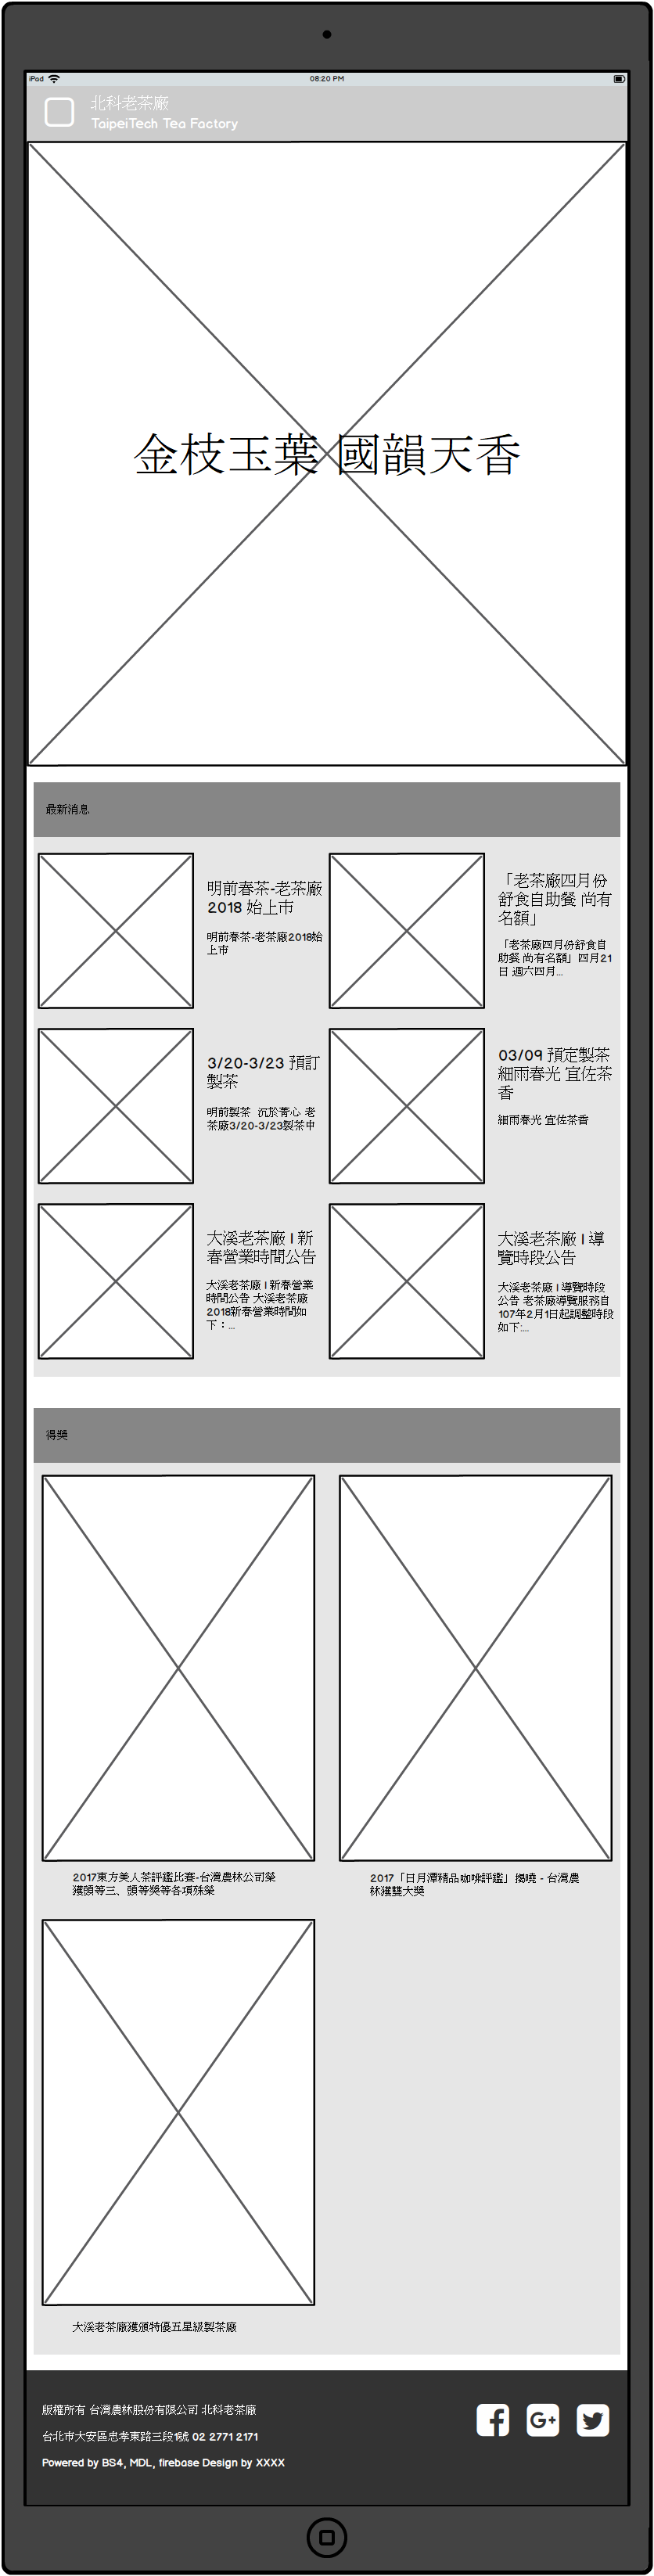 iPad 08:20 PM
北科老茶廠
TaipeiTech Tea Factory
金枝玉葉 國韻天香
最新消息
明前春茶-老茶廠
2018 始上市
明前春茶-老茶廠2018始
上市
「老茶廠四月份
舒食自助餐 尚有
名額」
「老茶廠四月份舒食自
助餐 尚有名額」四月21
日 週六四月...
3/20-3/23 預訂
製茶
明前製茶 沉於菁心 老
茶廠3/20-3/23製茶中
03/09 預定製茶
細雨春光 宜佐茶
香
細雨春光 宜佐茶香
大溪老茶廠 | 新
春營業時間公告
大溪老茶廠 | 新春營業
時間公告 大溪老茶廠
2018新春營業時間如
下：...
大溪老茶廠 | 導
覽時段公告
大溪老茶廠 | 導覽時段
公告 老茶廠導覽服務自
107年2月1日起調整時段
如下:...
得獎
2017東方美人茶評鑑比賽-台灣農林公司榮
獲頭等三、頭等獎等各項殊榮
2017「日月潭精品咖啡評鑑」揭曉 - 台灣農
林獲雙大獎
大溪老茶廠獲頒特優五星級製茶廠
版權所有 台灣農林股份有限公司 北科老茶廠
台北市大安區忠孝東路三段1號 02 2771 2171
Powered by BS4, MDL, firebase Design by XXXX